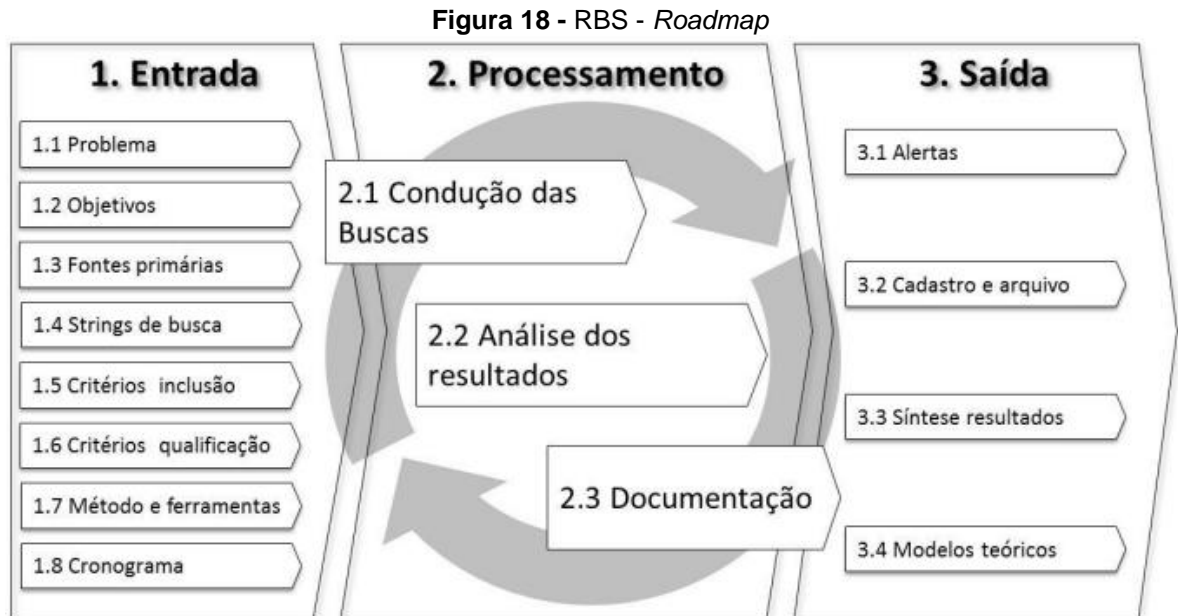 Figura 18 - RBS - Roadmap
1. Entrada
1.1 Problema
1.2 Objetivos
1.3 Fontes primárias
1.4 Strings de busca
1.5 Critérios inclusão
1.6 Critérios qualificação
1.7 Método e ferramentas
1.8 Cronograma
2. Processamento
2.1 Condução das
Buscas
2.2 Análise dos
resultados
2.3 Documentação
3. Saída
3.1 Alertas
3.2 Cadastro e arquivo
3.3 Síntese resultados
3.4 Modelos teóricos